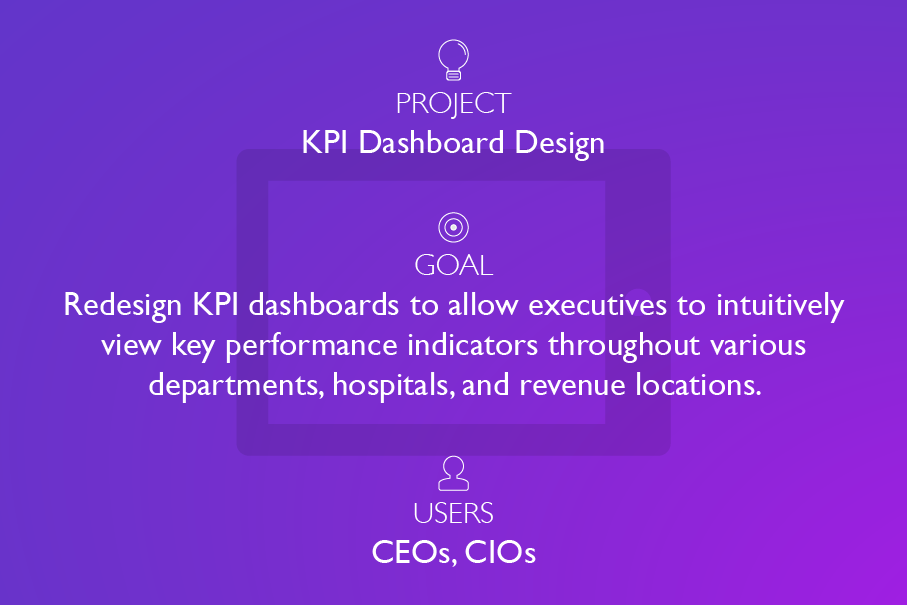 PROJECT
KPI Dashboard Design
GOAL
Redesign KPI dashboards to allow executives to intuitively
view key performance indicators throughout various
departments, hospitals, and revenue locations.
USERS
CEOs, CIOs